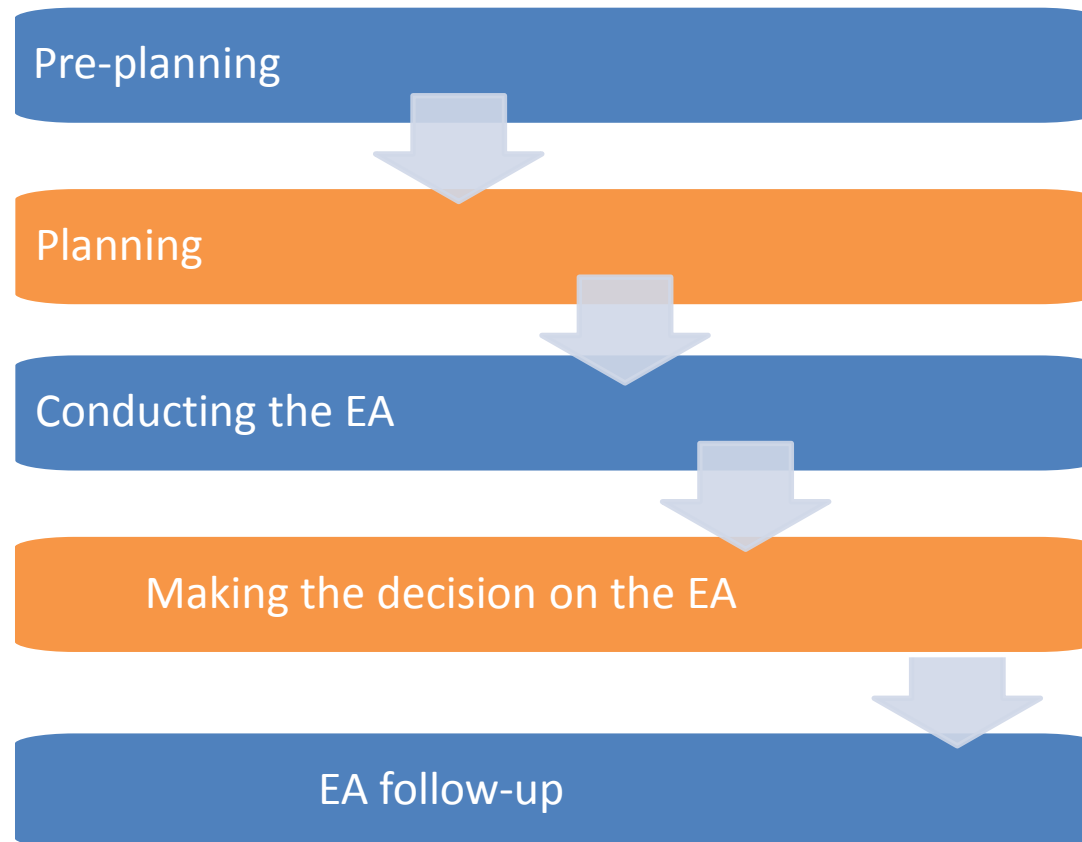 Pre-planning
Planning
Conducting the EA
Making the decision on the EA
EA follow-up